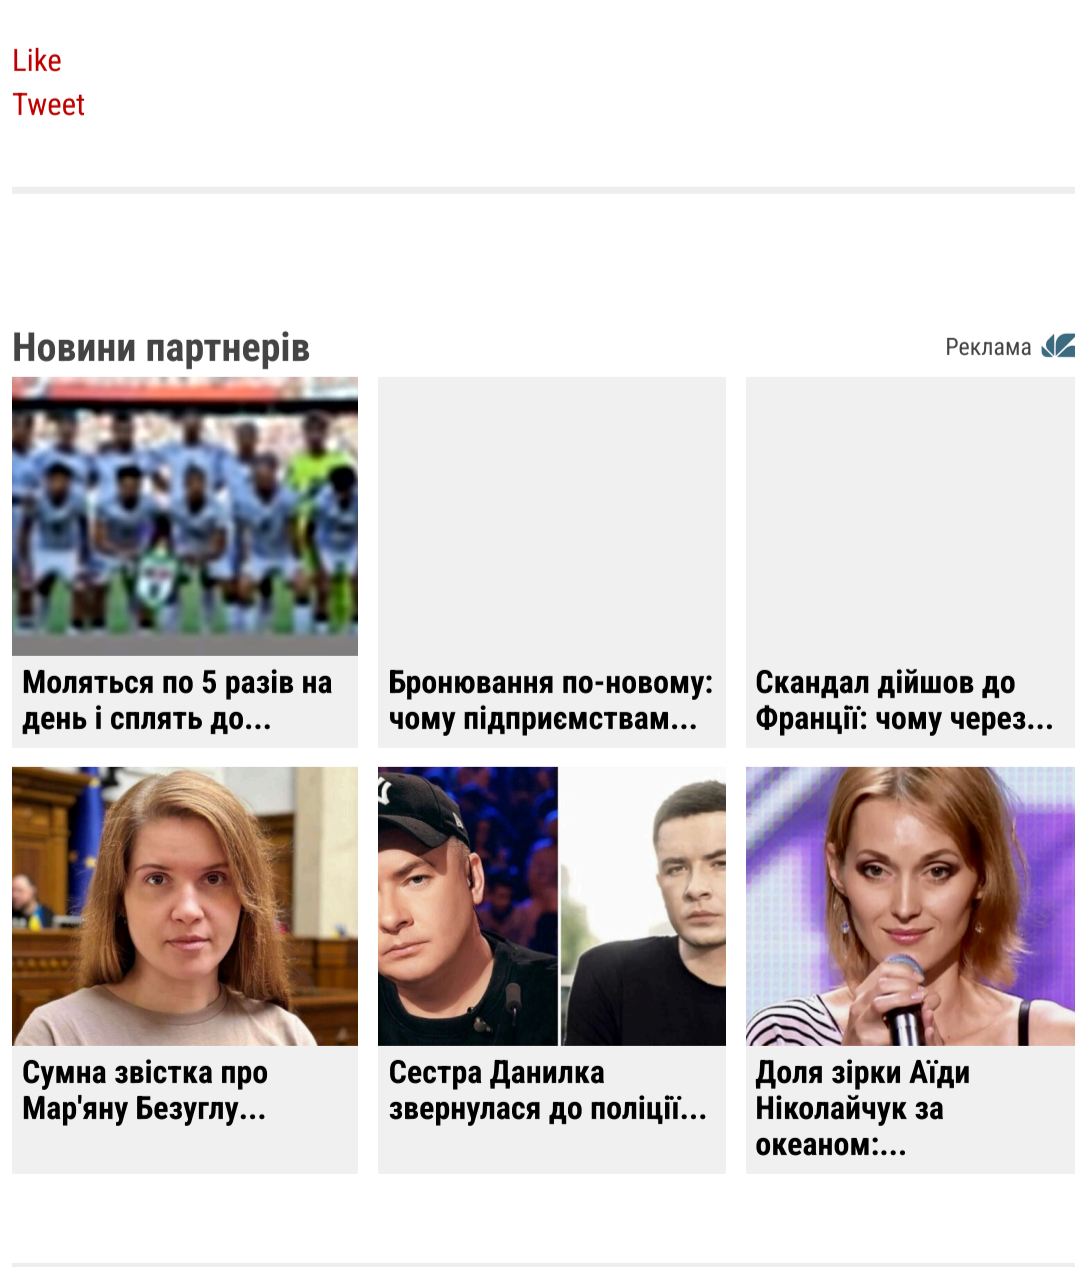 Like
Tweet
Новини партнерів
Реклама
Моляться по 5 разів на
день і сплять до...
Бронювання по-новому:
чому підприємствам...
Скандал дійшов до
Франції: чому через...
Сумна звістка про
Мар'яну Безуглу...
Сестра Данилка
звернулася до поліції...
Доля зірки Аїди
Ніколайчук за
океаном:...